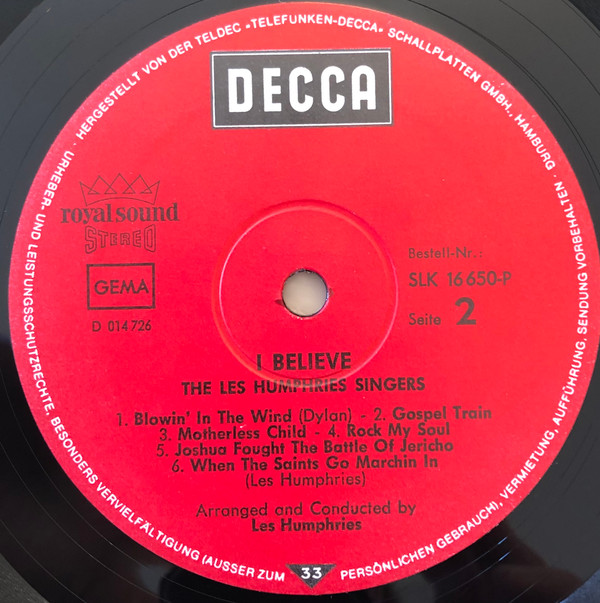 DECCA
royal sound
STEREO
GEMA
D 014 726
Bestell-Nr.:
SLK 16 650-P
Seite 2
I BELIEVE
THE LES HUMPHRIES SINGERS
1. Blowin' In The Wind (Dylan) - 2. Gospel Train
3. Motherless Child - 4. Rock My Soul
5. Joshua Fought The Battle Of Jericho
6. When The Saints Go Marchin In
(Les Humphries)
Arranged and Conducted by
Les Humphries
33
URHEBER- UND LEISTUNGSSCHUTZRECHTE, BESONDERS VERVIELFÄLTIGUNG (AUSSER ZUM PERSÖNLICHEN GEBRAUCH), VERMIETUNG, AUFFÜHRUNG, SENDUNG VORBEHALTEN · HERGESTELLT VON DER TELDEC »TELEFUNKEN-DECCA« SCHALLPLATTEN GMBH., HAMBURG ·